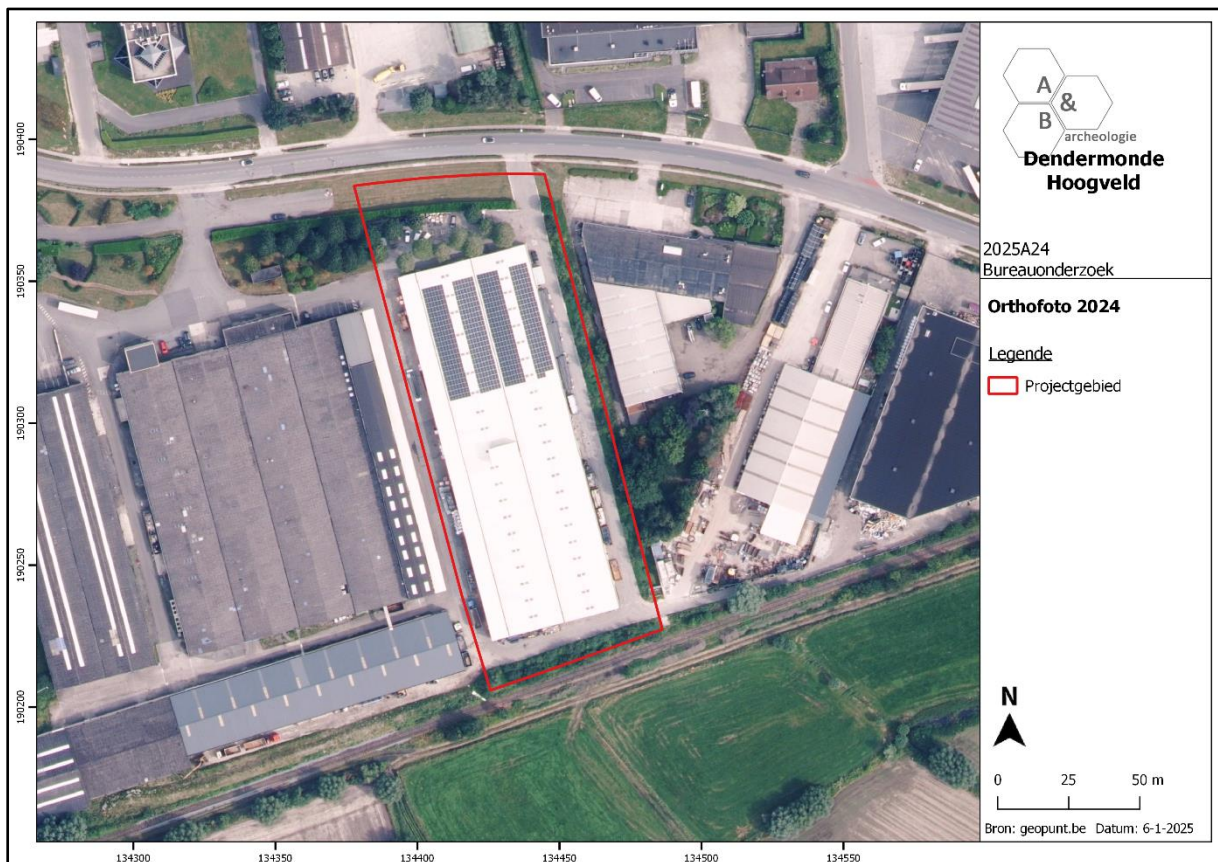 A
&
B
archeologie
Dendermonde
Hoogveld
2025A24
Bureauonderzoek
Orthofoto 2024
Legende
Projectgebied
N
0 25 50 m
Bron: geopunt.be Datum: 6-1-2025
190400
190350
190300
190250
190200
134300 134350 134400 134450 134500 134550